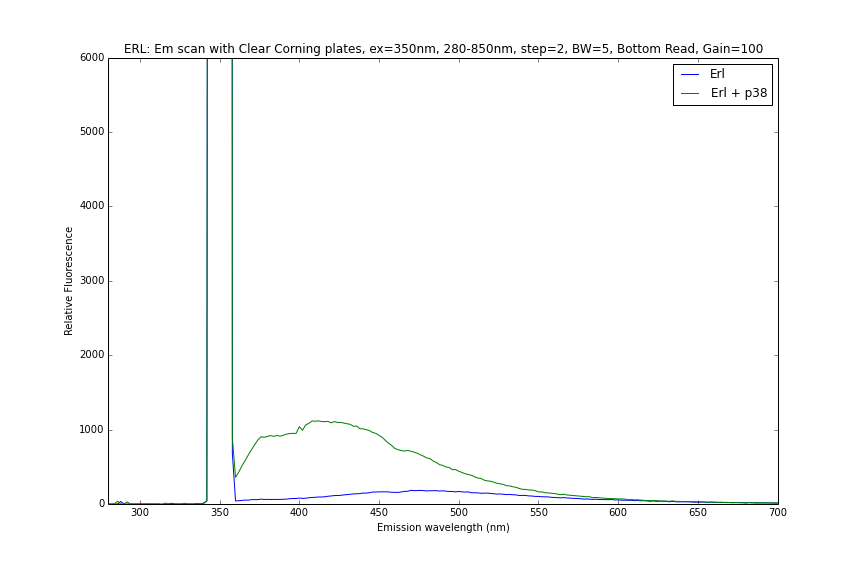 ERL: Em scan with Clear Corning plates, ex=350nm, 280-850nm, step=2, BW=5, Bottom Read, Gain=100
Erl
Erl + p38
6000
5000
4000
3000
2000
1000
0
Relative Fluorescence
300 350 400 450 500 550 600 650 700
Emission wavelength (nm)